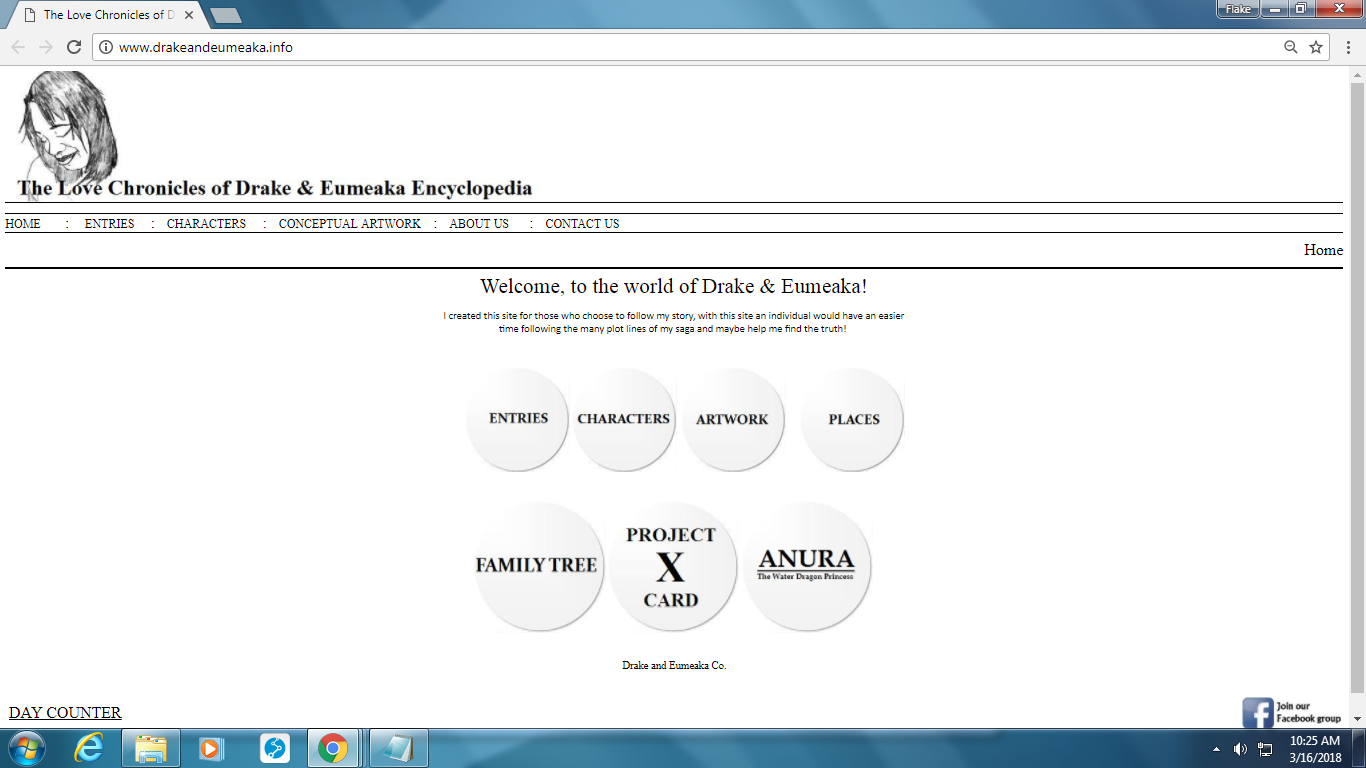 The Love Chronicles of D
Flake
www.drakeandeumeaka.info
The Love Chronicles of Drake & Eumeaka Encyclopedia
HOME : ENTRIES : CHARACTERS : CONCEPTUAL ARTWORK : ABOUT US : CONTACT US
Home
Welcome, to the world of Drake & Eumeaka!
I created this site for those who choose to follow my story, with this site an individual would have an easier
time following the many plot lines of my saga and maybe help me find the truth!
ENTRIES CHARACTERS ARTWORK PLACES
FAMILY TREE
PROJECT
X
CARD
ANURA
The Water Dragon Princess
Drake and Eumeaka Co.
DAY COUNTER
Join our
Facebook group
10:25 AM
3/16/2018